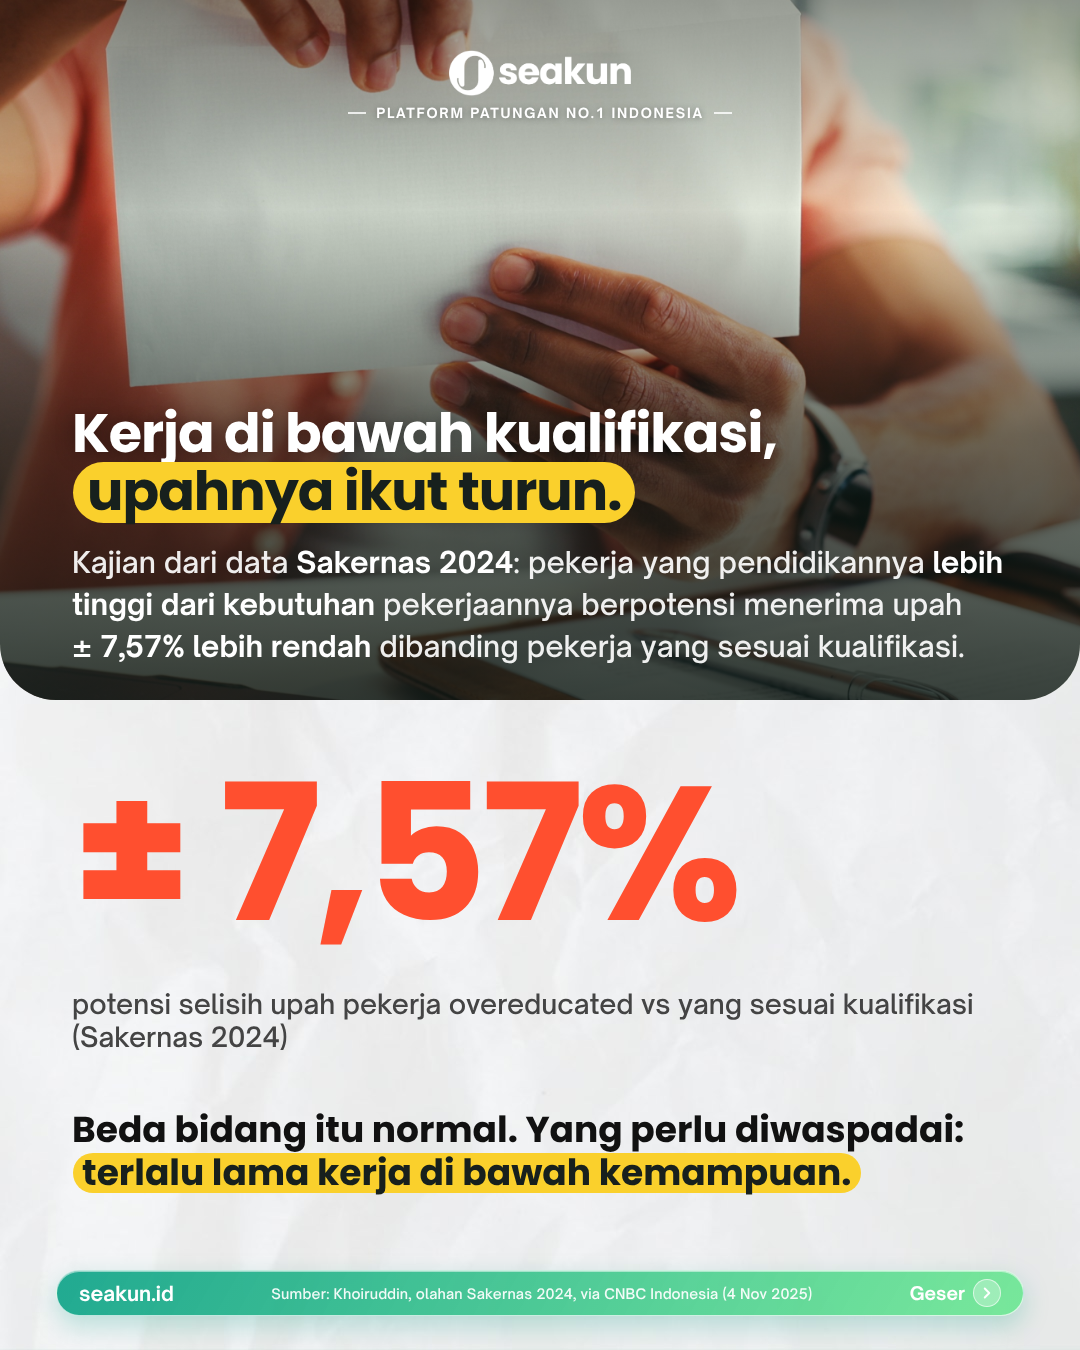 seakun
PLATFORM PATUNGAN NO.1 INDONESIA
Kerja di bawah kualifikasi,
upahnya ikut turun.
Kajian dari data Sakernas 2024: pekerja yang pendidikannya lebih
tinggi dari kebutuhan pekerjaannya berpotensi menerima upah
± 7,57% lebih rendah dibanding pekerja yang sesuai kualifikasi.
± 7,57%
potensi selisih upah pekerja overeducated vs yang sesuai kualifikasi
(Sakernas 2024)
Beda bidang itu normal. Yang perlu diwaspadai:
terlalu lama kerja di bawah kemampuan.
seakun.id
Sumber: Khoiruddin, olahan Sakernas 2024, via CNBC Indonesia (4 Nov 2025)
Geser